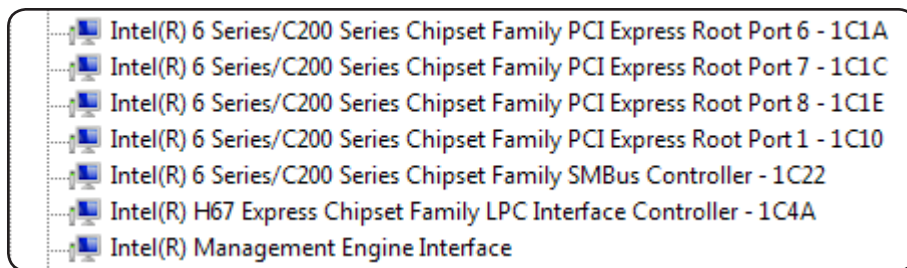 Intel(R) 6 Series/C200 Series Chipset Family PCI Express Root Port 6 - 1C1A
Intel(R) 6 Series/C200 Series Chipset Family PCI Express Root Port 7 - 1C1C
Intel(R) 6 Series/C200 Series Chipset Family PCI Express Root Port 8 - 1C1E
Intel(R) 6 Series/C200 Series Chipset Family PCI Express Root Port 1 - 1C10
Intel(R) 6 Series/C200 Series Chipset Family SMBus Controller - 1C22
Intel(R) H67 Express Chipset Family LPC Interface Controller - 1C4A
Intel(R) Management Engine Interface